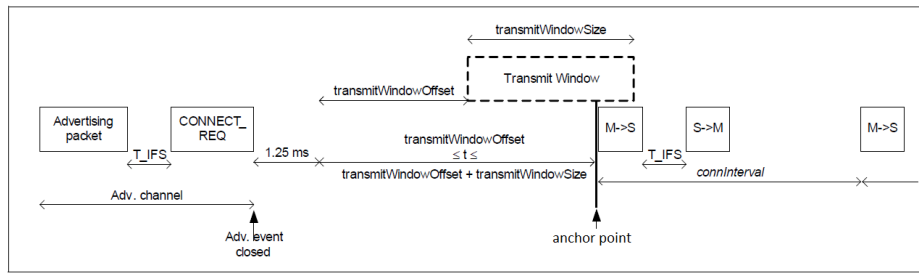 transmitWindowSize
Transmit Window
transmitWindowOffset
Advertising
packet
CONNECT_
REQ
M->S
S->M
M->S
T_IFS
1.25 ms
transmitWindowOffset
≤ t ≤
transmitWindowOffset + transmitWindowSize
T_IFS
connInterval
Adv. channel
Adv. event
closed
anchor point